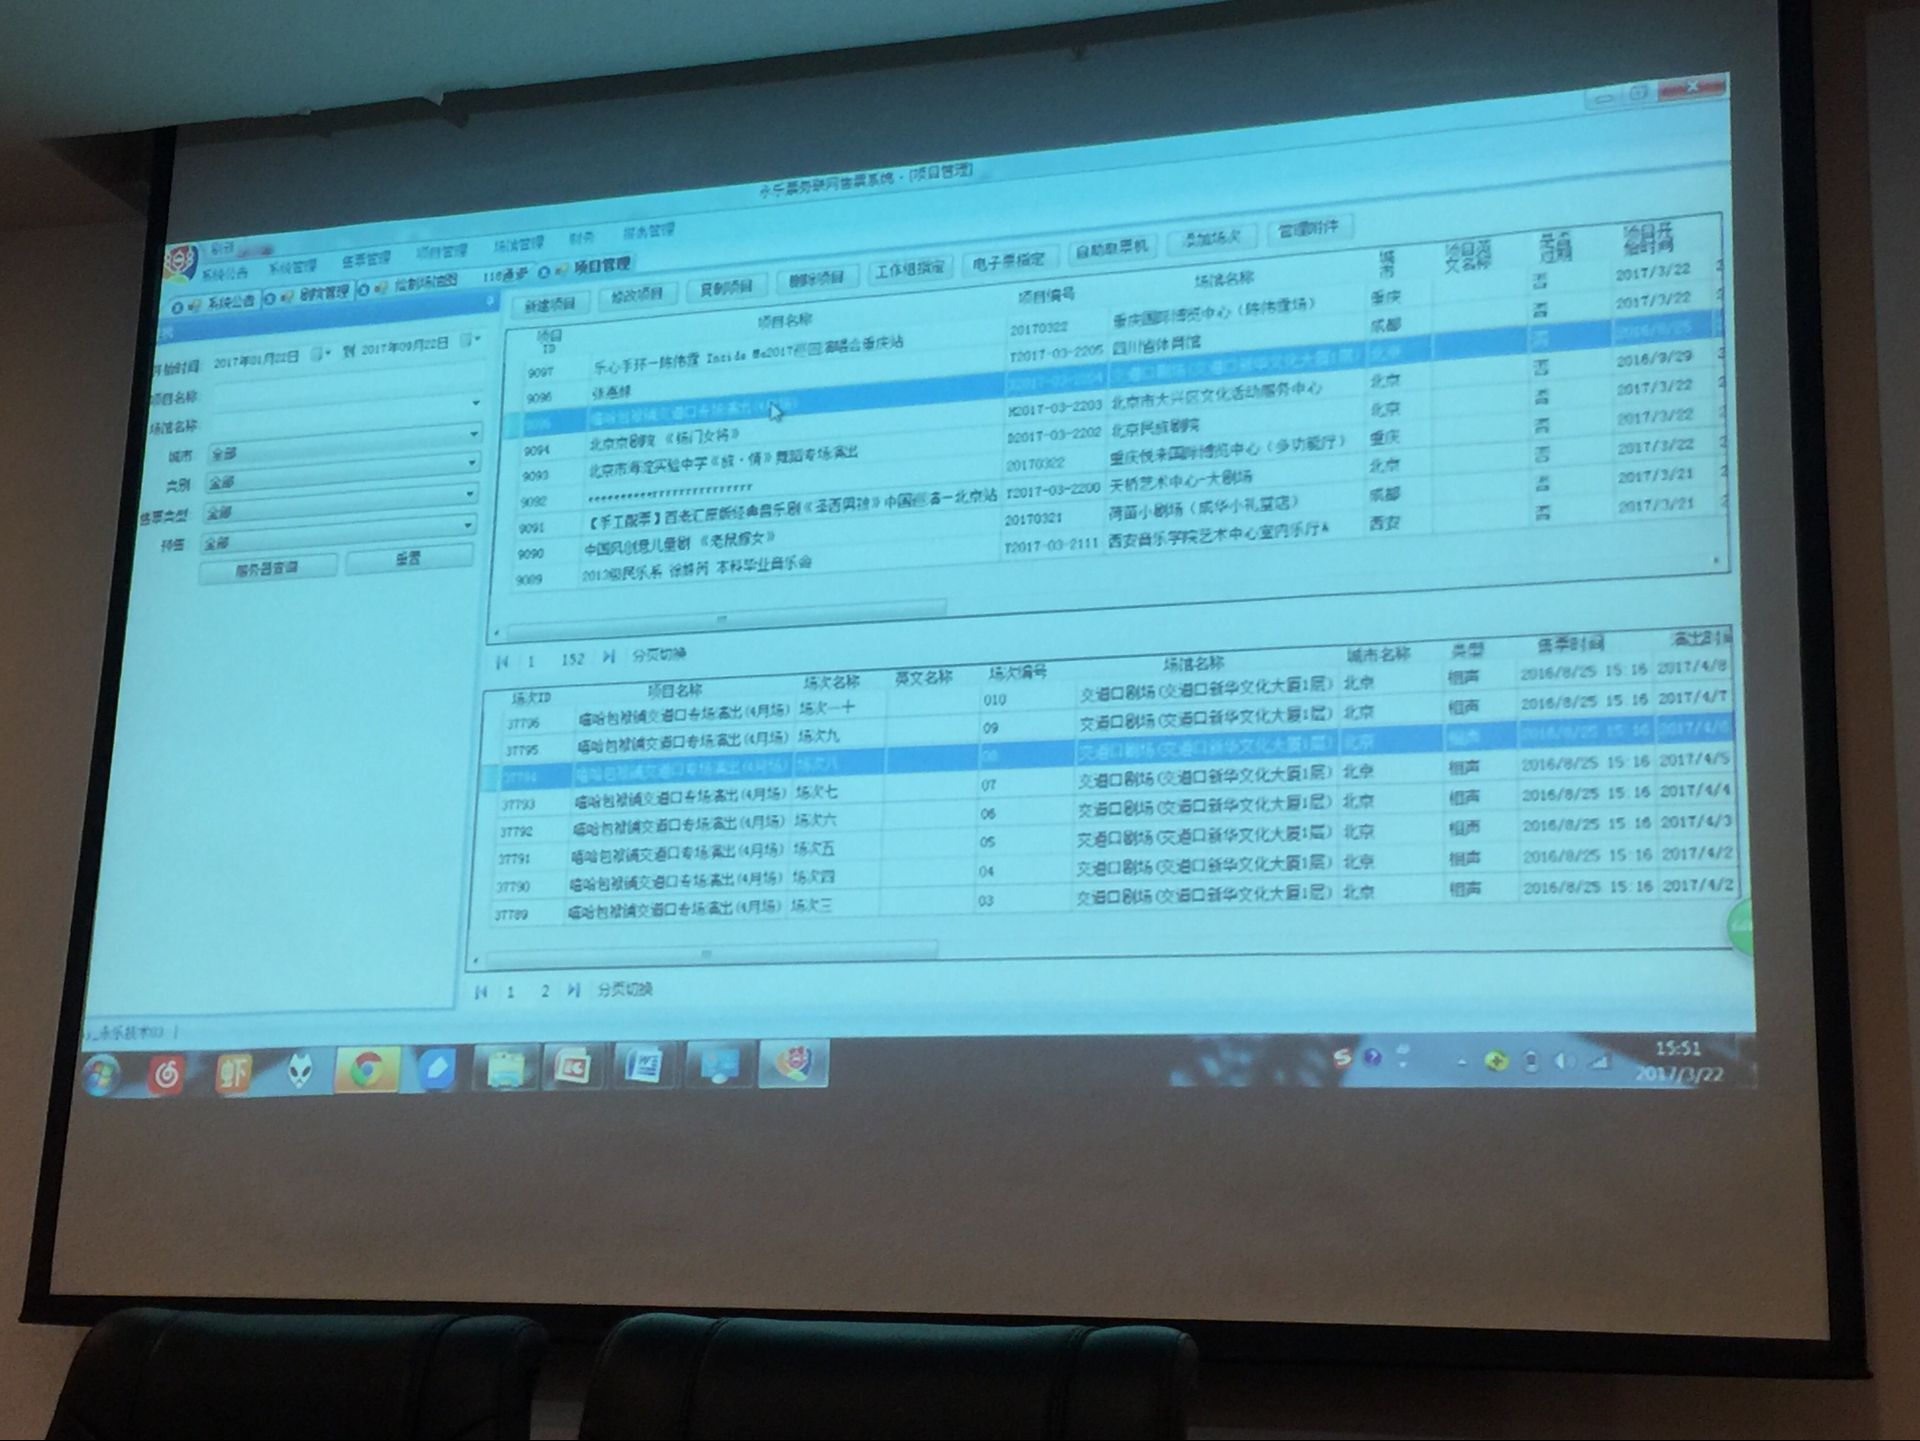 永乐票务联网售票系统 - [项目管理]
系统公告 系统管理 售票管理 项目管理 场馆管理 财务 报表管理
系统公告 剧院管理 绘制场馆图 项目管理
新建项目 修改项目 复制项目 删除项目 工作组指定 电子票指定 自助取票机 添加场次 管理附件
开始时间: 2017年01月22日 到 2017年09月22日
项目名称:
场馆名称:
城市 全部
类别 全部
售票类型: 全部
预售: 全部
服务器查询 重置
项目ID 项目名称 项目编号 场馆名称 城市 项目英文名称 是否过期 项目开始时间
9097 乐心手环—陈伟霆 Inside Me2017巡回演唱会重庆站 20170322 重庆国际博览中心（陈伟霆场） 重庆 否 2017/3/22
9096 张惠妹 T2017-03-2205 四川省体育馆 成都 否 2017/3/22
嘻哈包袱铺交道口专场演出(4月场) 交道口剧场(交道口新华文化大厦1层) 北京 否 2016/8/25
9094 北京京剧院 《杨门女将》 M2017-03-2203 北京市大兴区文化活动服务中心 北京 否 2016/9/29
9093 北京市海淀实验中学《族·情》舞蹈专场演出 D2017-03-2202 北京民族剧院 北京 否 2017/3/22
9092 20170322 重庆悦来国际博览中心（多功能厅） 重庆 否 2017/3/22
9091 【手工配票】百老汇原版经典音乐剧《泽西男孩》中国巡演—北京站 T2017-03-2200 天桥艺术中心-大剧场 北京 否 2017/3/22
9090 中国风创意儿童剧 《老鼠嫁女》 20170321 荷苗小剧场（成华小礼堂店） 成都 否 2017/3/21
9089 2013级民乐系 本科毕业音乐会 T2017-03-2111 西安音乐学院艺术中心室内乐厅A 西安 否 2017/3/21
1 152 分页切换
场次ID 项目名称 场次名称 英文名称 场次编号 场馆名称 城市名称 类型 售票时间 演出时间
37796 嘻哈包袱铺交道口专场演出(4月场) 场次一十 010 交道口剧场(交道口新华文化大厦1层) 北京 相声 2016/8/25 15:16 2017/4/8
37795 嘻哈包袱铺交道口专场演出(4月场) 场次九 09 交道口剧场(交道口新华文化大厦1层) 北京 相声 2016/8/25 15:16 2017/4/7
37794 嘻哈包袱铺交道口专场演出(4月场) 场次八 08 交道口剧场(交道口新华文化大厦1层) 北京 相声 2016/8/25 15:16 2017/4/6
37793 嘻哈包袱铺交道口专场演出(4月场) 场次七 07 交道口剧场(交道口新华文化大厦1层) 北京 相声 2016/8/25 15:16 2017/4/5
37792 嘻哈包袱铺交道口专场演出(4月场) 场次六 06 交道口剧场(交道口新华文化大厦1层) 北京 相声 2016/8/25 15:16 2017/4/4
37791 嘻哈包袱铺交道口专场演出(4月场) 场次五 05 交道口剧场(交道口新华文化大厦1层) 北京 相声 2016/8/25 15:16 2017/4/3
37790 嘻哈包袱铺交道口专场演出(4月场) 场次四 04 交道口剧场(交道口新华文化大厦1层) 北京 相声 2016/8/25 15:16 2017/4/2
37789 嘻哈包袱铺交道口专场演出(4月场) 场次三 03 交道口剧场(交道口新华文化大厦1层) 北京 相声 2016/8/25 15:16 2017/4/2
1 2 分页切换
永乐技术03
虾
15:51
2017/3/22